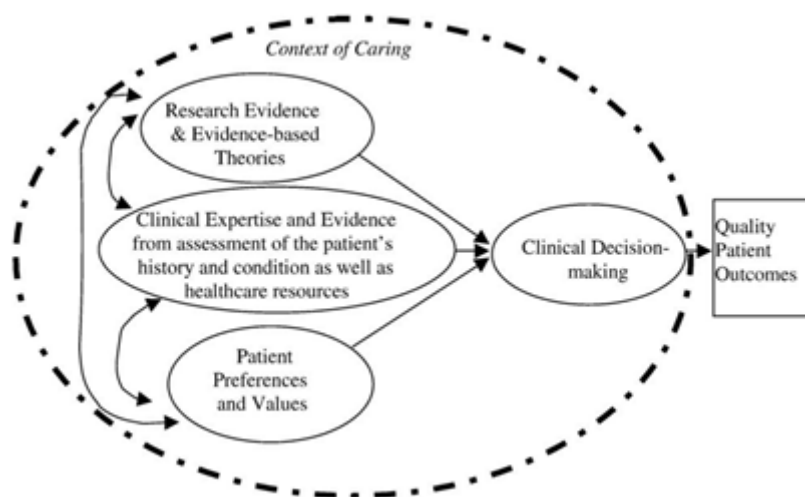 Context of Caring
Research Evidence
& Evidence-based
Theories
Clinical Expertise and Evidence
from assessment of the patient's
history and condition as well as
healthcare resources
Patient
Preferences
and Values
Clinical Decision-
making
Quality
Patient
Outcomes